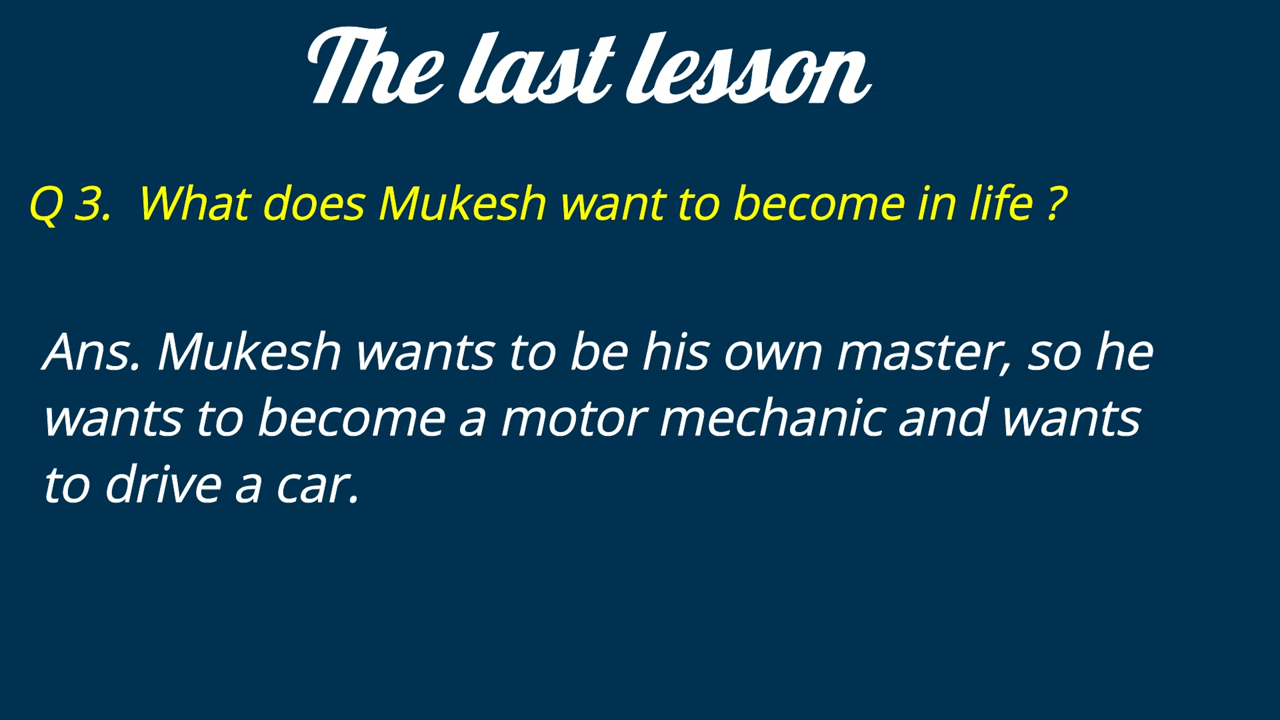 The last lesson
Q 3. What does Mukesh want to become in life ?
Ans. Mukesh wants to be his own master, so he
wants to become a motor mechanic and wants
to drive a car.